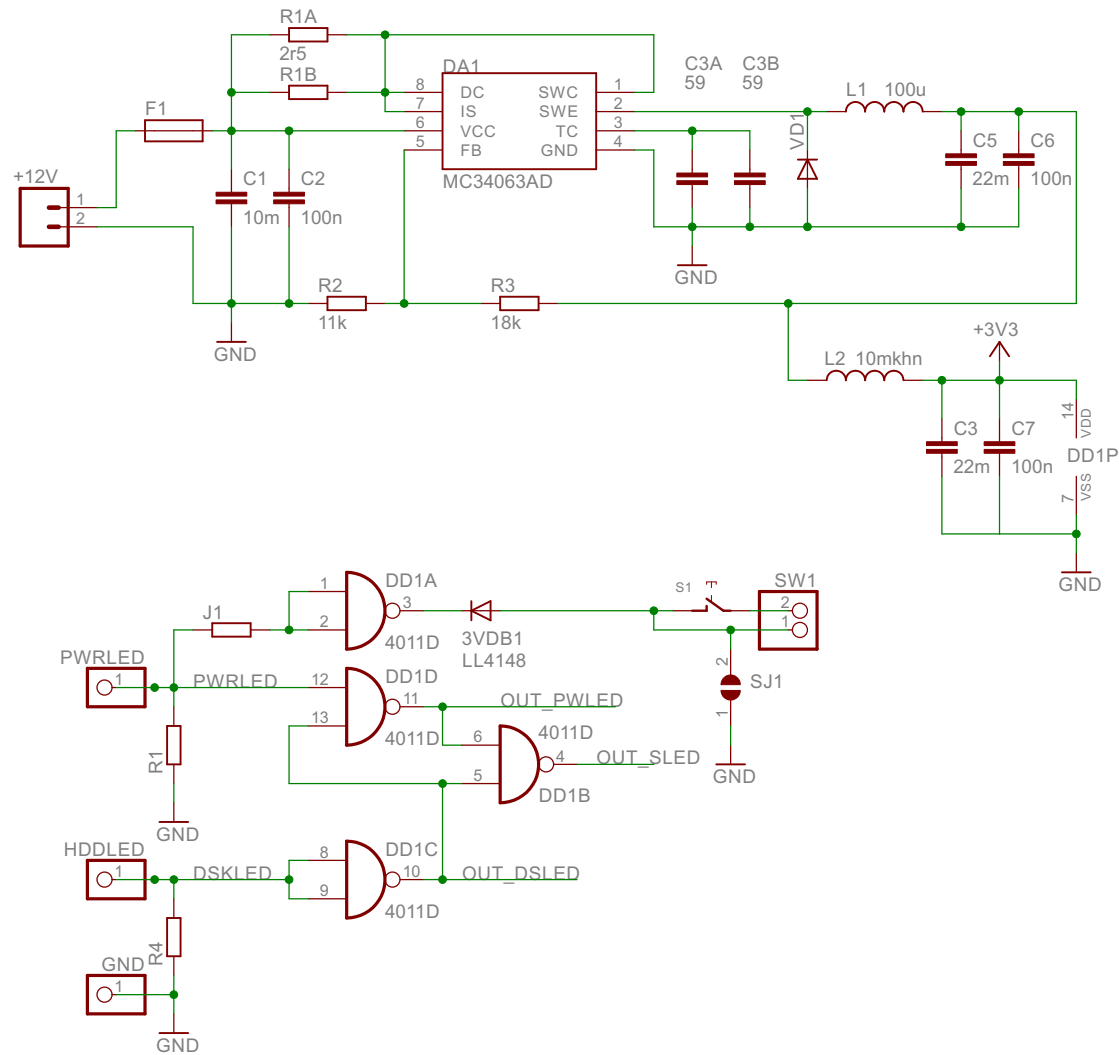 R1A
2r5
R1B
DA1
8 DC SWC 1
7 IS SWE 2
6 VCC TC 3
5 FB GND 4
MC34063AD
C3A C3B
59 59
L1 100u
VD1
C5
22m
C6
100n
F1
+12V
1
2
C1
10m
C2
100n
GND
R2
11k
R3
18k
GND
+3V3
L2 10mkhn
C3
22m
C7
100n
14
VDD
DD1P
7
VSS
GND
DD1A
1
2
3
4011D
J1
3VDB1
LL4148
S1
SW1
2
1
2
SJ1
1
GND
PWRLED
1
PWRLED
12
13
DD1D
11
4011D
OUT_PWLED
4011D
6
5
4
OUT_SLED
DD1B
R1
GND
HDDLED
1
DSKLED
8
9
DD1C
10
4011D
OUT_DSLED
R4
GND
1
GND